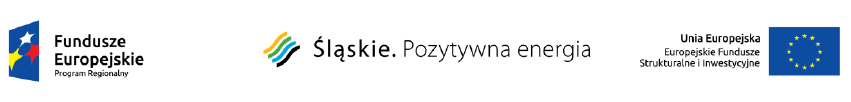 Fundusze
Europejskie
Program Regionalny
Śląskie. Pozytywna energia
Unia Europejska
Europejskie Fundusze
Strukturalne i Inwestycyjne